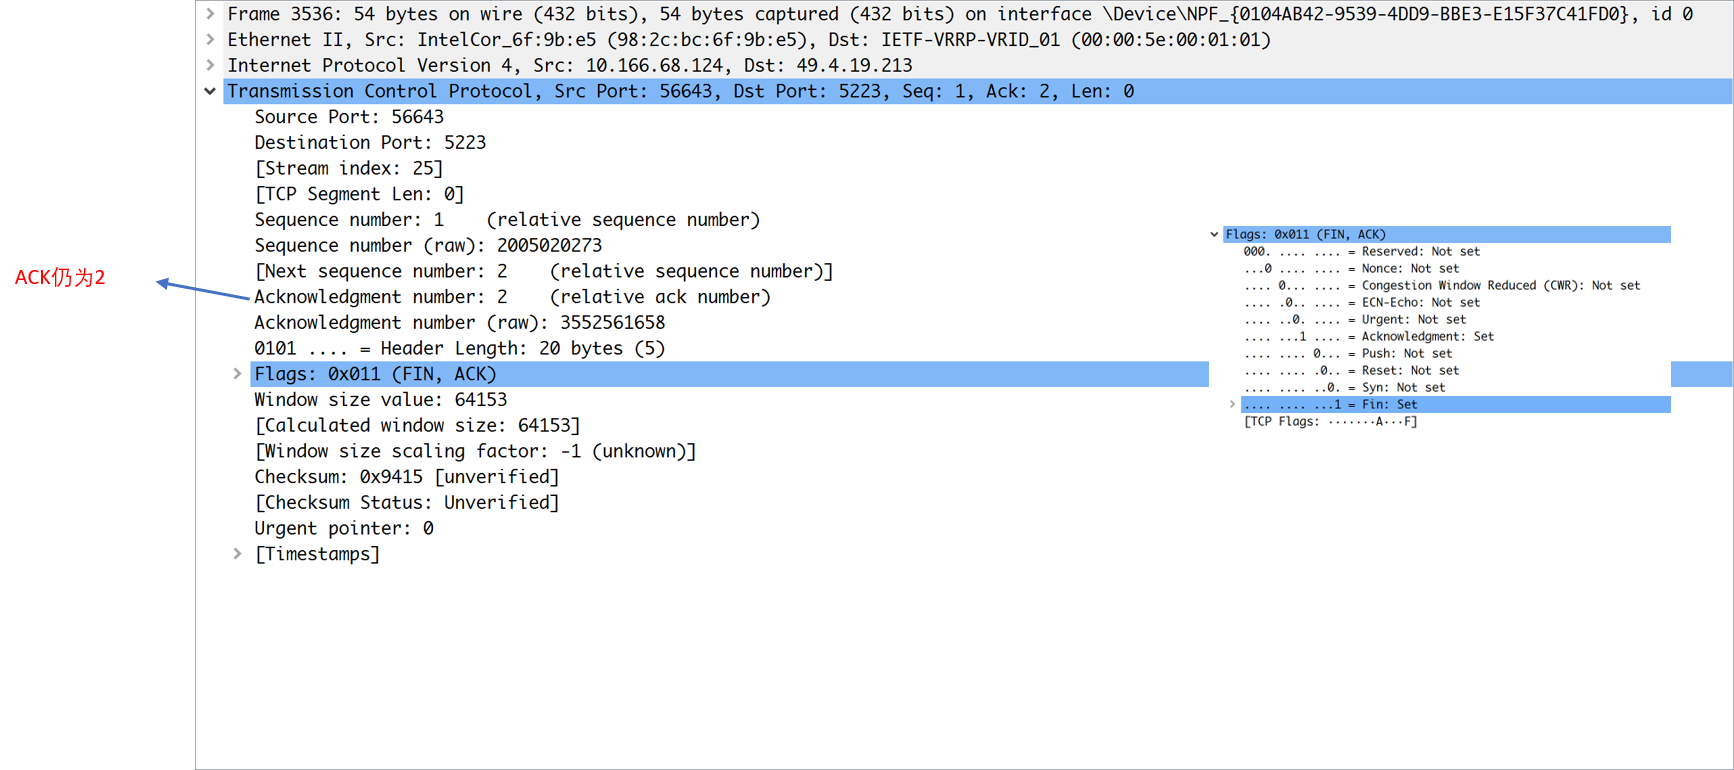 Frame 3536: 54 bytes on wire (432 bits), 54 bytes captured (432 bits) on interface \Device\NPF_{0104AB42-9539-4DD9-BBE3-E15F37C41FD0}, id 0
Ethernet II, Src: IntelCor_6f:9b:e5 (98:2c:bc:6f:9b:e5), Dst: IETF-VRRP-VRID_01 (00:00:5e:00:01:01)
Internet Protocol Version 4, Src: 10.166.68.124, Dst: 49.4.19.213
Transmission Control Protocol, Src Port: 56643, Dst Port: 5223, Seq: 1, Ack: 2, Len: 0
Source Port: 56643
Destination Port: 5223
[Stream index: 25]
[TCP Segment Len: 0]
Sequence number: 1    (relative sequence number)
Sequence number (raw): 2005020273
[Next sequence number: 2    (relative sequence number)]
ACK仍为2
Acknowledgment number: 2    (relative ack number)
Acknowledgment number (raw): 3552561658
0101 .... = Header Length: 20 bytes (5)
Flags: 0x011 (FIN, ACK)
Window size value: 64153
[Calculated window size: 64153]
[Window size scaling factor: -1 (unknown)]
Checksum: 0x9415 [unverified]
[Checksum Status: Unverified]
Urgent pointer: 0
[Timestamps]
Flags: 0x011 (FIN, ACK)
000. .... .... = Reserved: Not set
...0 .... .... = Nonce: Not set
.... 0... .... = Congestion Window Reduced (CWR): Not set
.... .0.. .... = ECN-Echo: Not set
.... ..0. .... = Urgent: Not set
.... ...1 .... = Acknowledgment: Set
.... .... 0... = Push: Not set
.... .... .0.. = Reset: Not set
.... .... ..0. = Syn: Not set
.... .... ...1 = Fin: Set
[TCP Flags: ·······A···F]